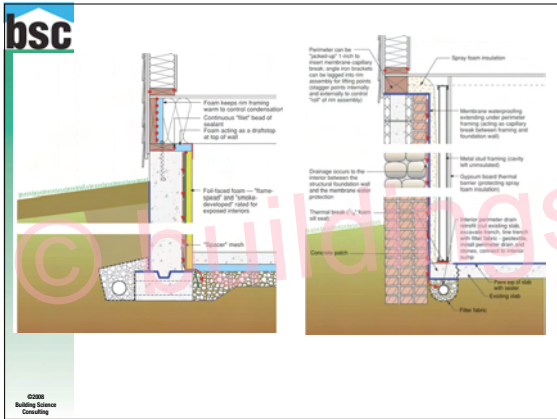 bsc
Foam keeps rim framing
warm to control condensation
Continuous "fillet" bead of
sealant
Foam acting as a draftstop
at top of wall
Foil-faced foam — "flame-
spread" and "smoke-
developed" rated for
exposed interiors
mesh
Perimeter can be
"jacked-up" 1-inch to
insert membrane capillary
break; angle iron brackets
can be lagged into rim
assembly for lifting points
(stagger points internally
and externally to control
"roll" of rim assembly)
Spray foam insulation
Membrane waterproofing
extending under perimeter
framing (acting as capillary
break between framing and
foundation wall)
Metal stud framing (cavity
left uninsulated)
Gypsum board thermal
barrier (protecting spray
foam insulation)
Drainage occurs to the
interior between the
structural foundation wall
and the membrane water
protection
Thermal break foam
sill seal)
Concrete patch
Interior perimeter drain
existing slab,
excavate trench, line trench
with filter fabric - geotextile,
install perimeter drain and
stones, connect to interior
sump
Paint top of slab
with sealer
Existing slab
Filter fabric
© buildings
©2008
Building Science
Consulting